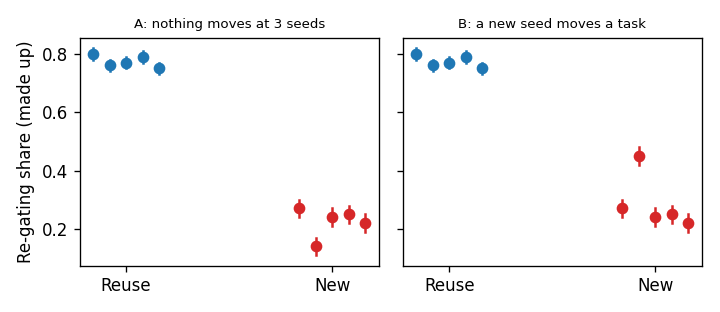 A: nothing moves at 3 seeds
B: a new seed moves a task
Re-gating share (made up)
0.8
0.6
0.4
0.2
Reuse
New
Reuse
New